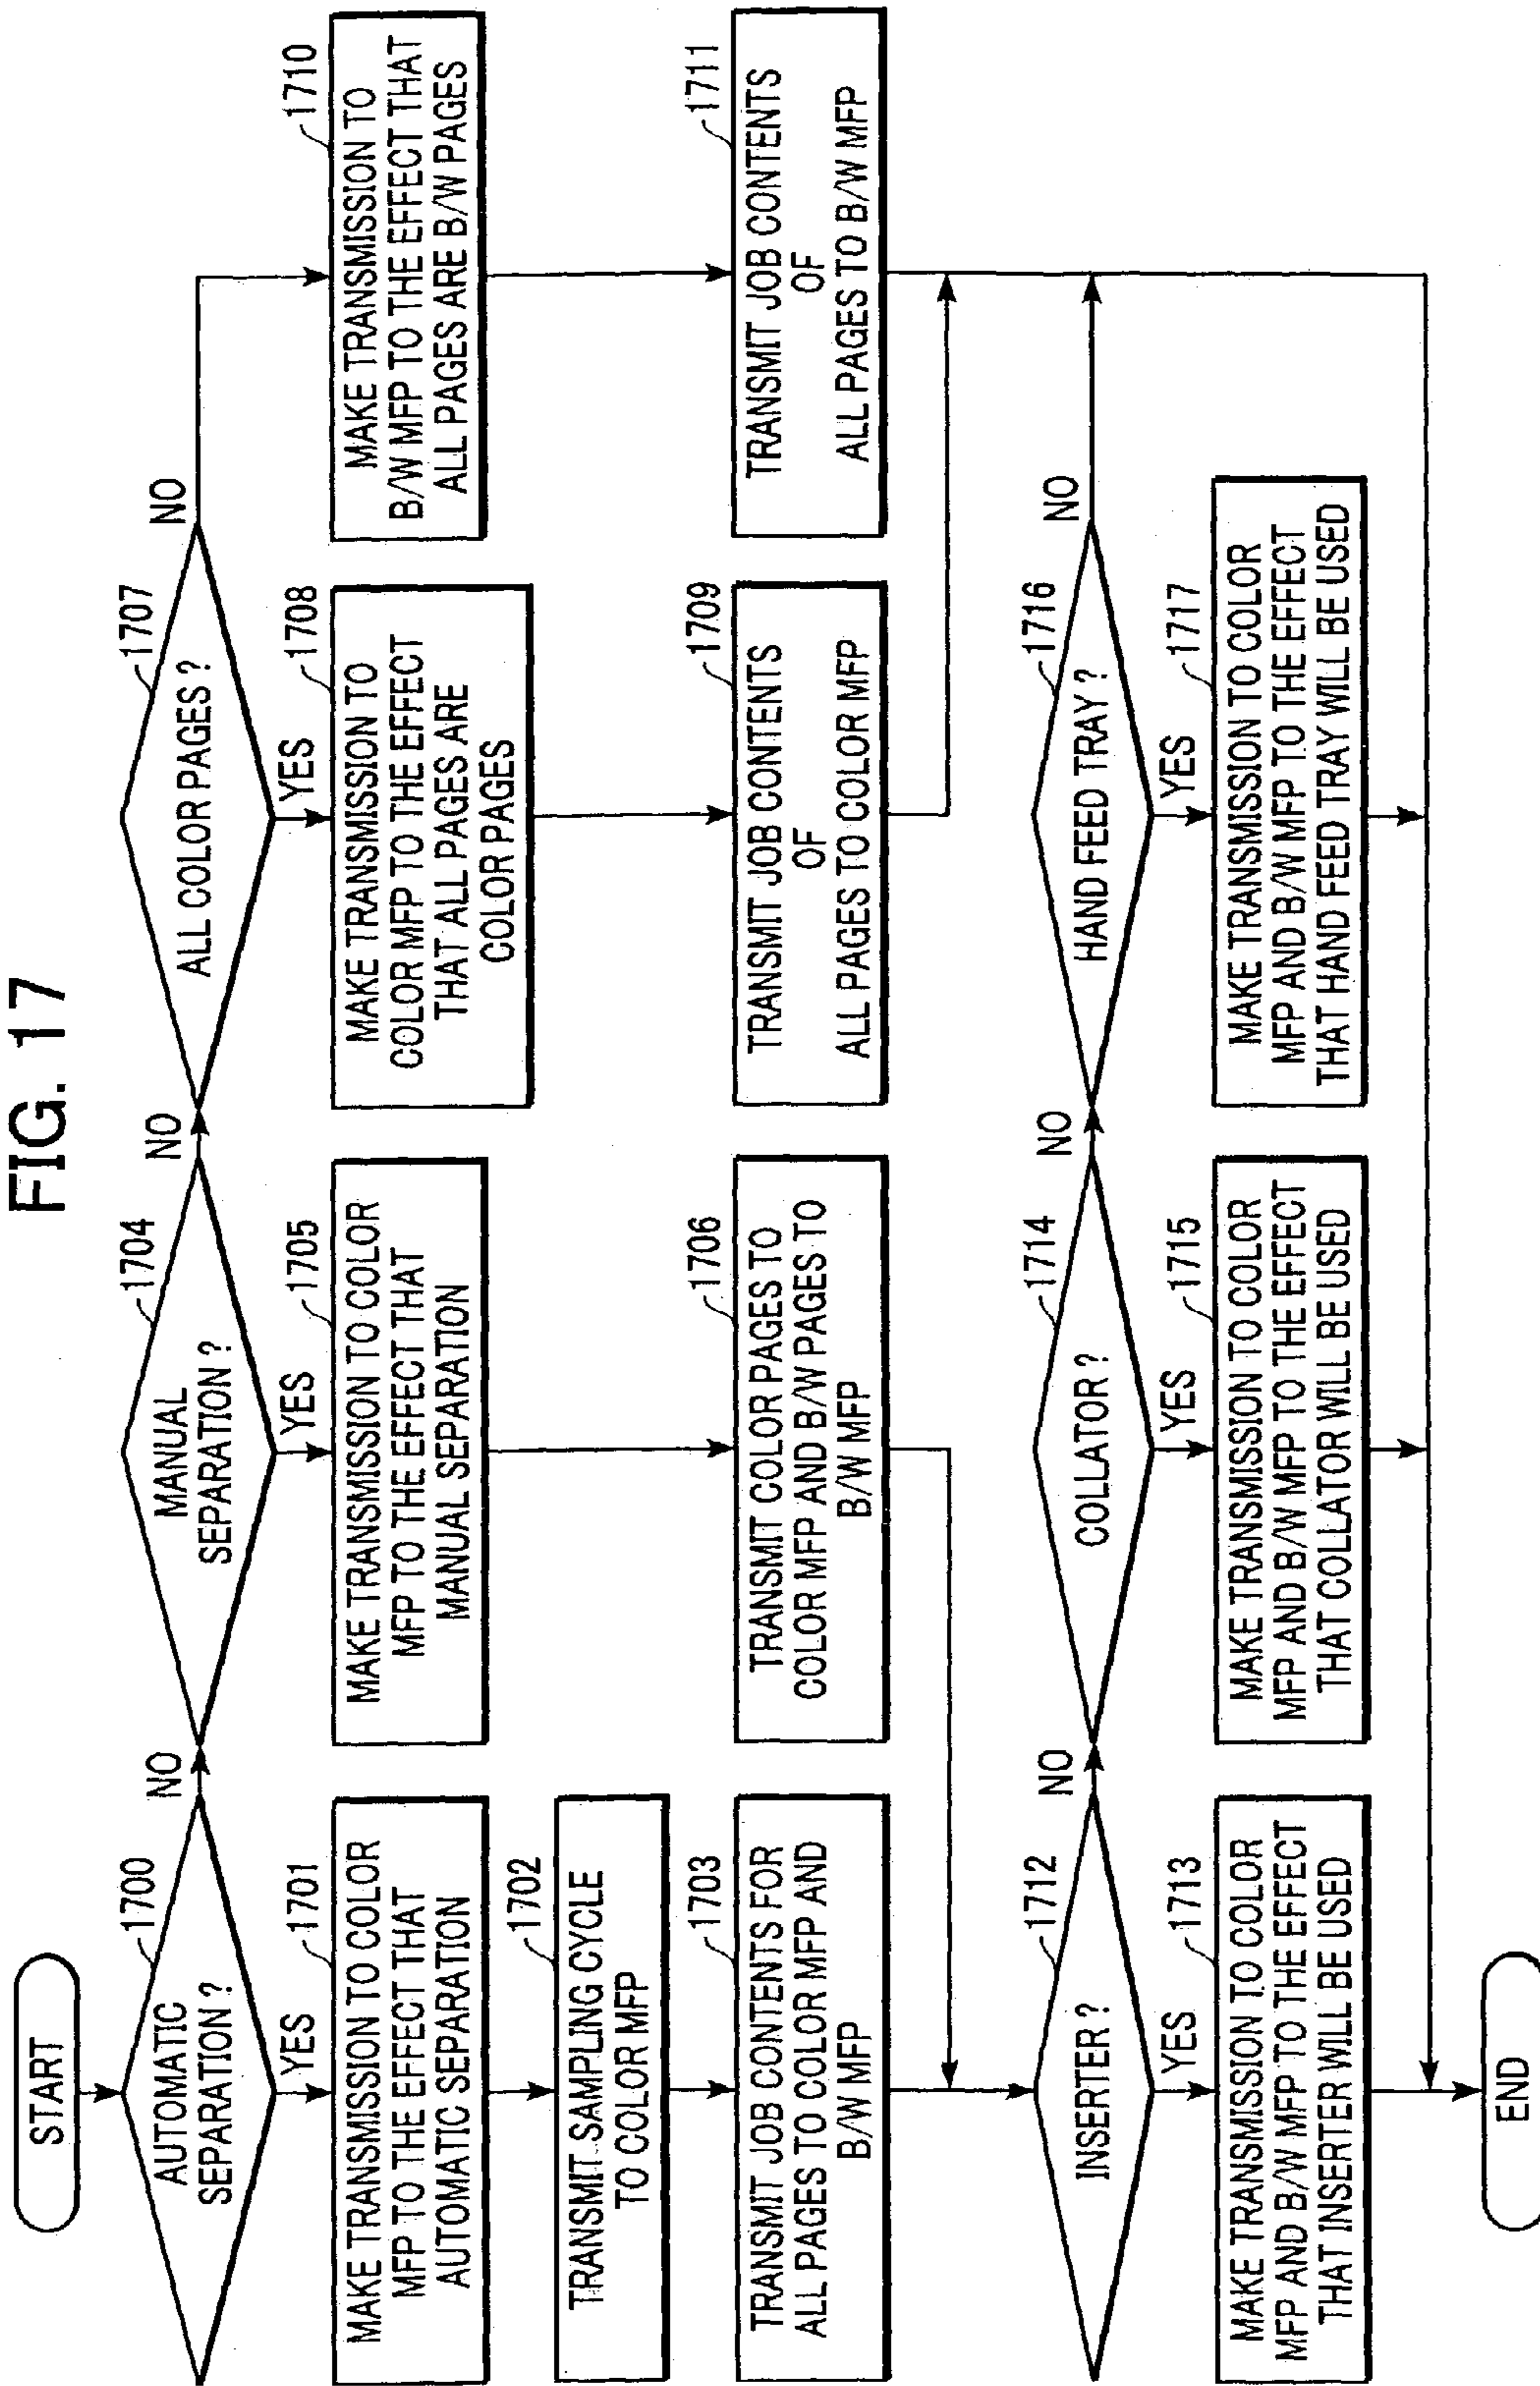 FIG. 17
START
1700
AUTOMATIC
SEPARATION ?
NO
YES
1701
MAKE TRANSMISSION TO COLOR
MFP TO THE EFFECT THAT
AUTOMATIC SEPARATION
1702
TRANSMIT SAMPLING CYCLE
TO COLOR MFP
1703
TRANSMIT JOB CONTENTS FOR
ALL PAGES TO COLOR MFP AND
B/W MFP
1704
MANUAL
SEPARATION ?
NO
YES
1705
MAKE TRANSMISSION TO COLOR
MFP TO THE EFFECT THAT
MANUAL SEPARATION
1706
TRANSMIT COLOR PAGES TO
COLOR MFP AND B/W PAGES TO
B/W MFP
1707
ALL COLOR PAGES ?
NO
YES
1708
MAKE TRANSMISSION TO
COLOR MFP TO THE EFFECT
THAT ALL PAGES ARE
COLOR PAGES
1709
TRANSMIT JOB CONTENTS
OF
ALL PAGES TO COLOR MFP
1710
MAKE TRANSMISSION TO
B/W MFP TO THE EFFECT THAT
ALL PAGES ARE B/W PAGES
1711
TRANSMIT JOB CONTENTS
OF
ALL PAGES TO B/W MFP
1712
INSERTER ?
NO
YES
1713
MAKE TRANSMISSION TO COLOR
MFP AND B/W MFP TO THE EFFECT
THAT INSERTER WILL BE USED
1714
COLLATOR ?
NO
YES
1715
MAKE TRANSMISSION TO COLOR
MFP AND B/W MFP TO THE EFFECT
THAT COLLATOR WILL BE USED
1716
HAND FEED TRAY ?
NO
YES
1717
MAKE TRANSMISSION TO COLOR
MFP AND B/W MFP TO THE EFFECT
THAT HAND FEED TRAY WILL BE USED
END